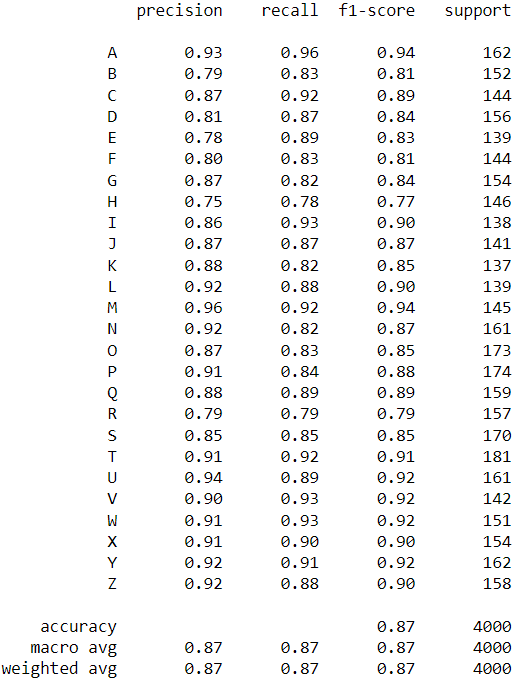 precision recall f1-score support
A 0.93 0.96 0.94 162
B 0.79 0.83 0.81 152
C 0.87 0.92 0.89 144
D 0.81 0.87 0.84 156
E 0.78 0.89 0.83 139
F 0.80 0.83 0.81 144
G 0.87 0.82 0.84 154
H 0.75 0.78 0.77 146
I 0.86 0.93 0.90 138
J 0.87 0.87 0.87 141
K 0.88 0.82 0.85 137
L 0.92 0.88 0.90 139
M 0.96 0.92 0.94 145
N 0.92 0.82 0.87 161
O 0.87 0.83 0.85 173
P 0.91 0.84 0.88 174
Q 0.88 0.89 0.89 159
R 0.79 0.79 0.79 157
S 0.85 0.85 0.85 170
T 0.91 0.92 0.91 181
U 0.94 0.89 0.92 161
V 0.90 0.93 0.92 142
W 0.91 0.93 0.92 151
X 0.91 0.90 0.90 154
Y 0.92 0.91 0.92 162
Z 0.92 0.88 0.90 158
accuracy 0.87 4000
macro avg 0.87 0.87 0.87 4000
weighted avg 0.87 0.87 0.87 4000